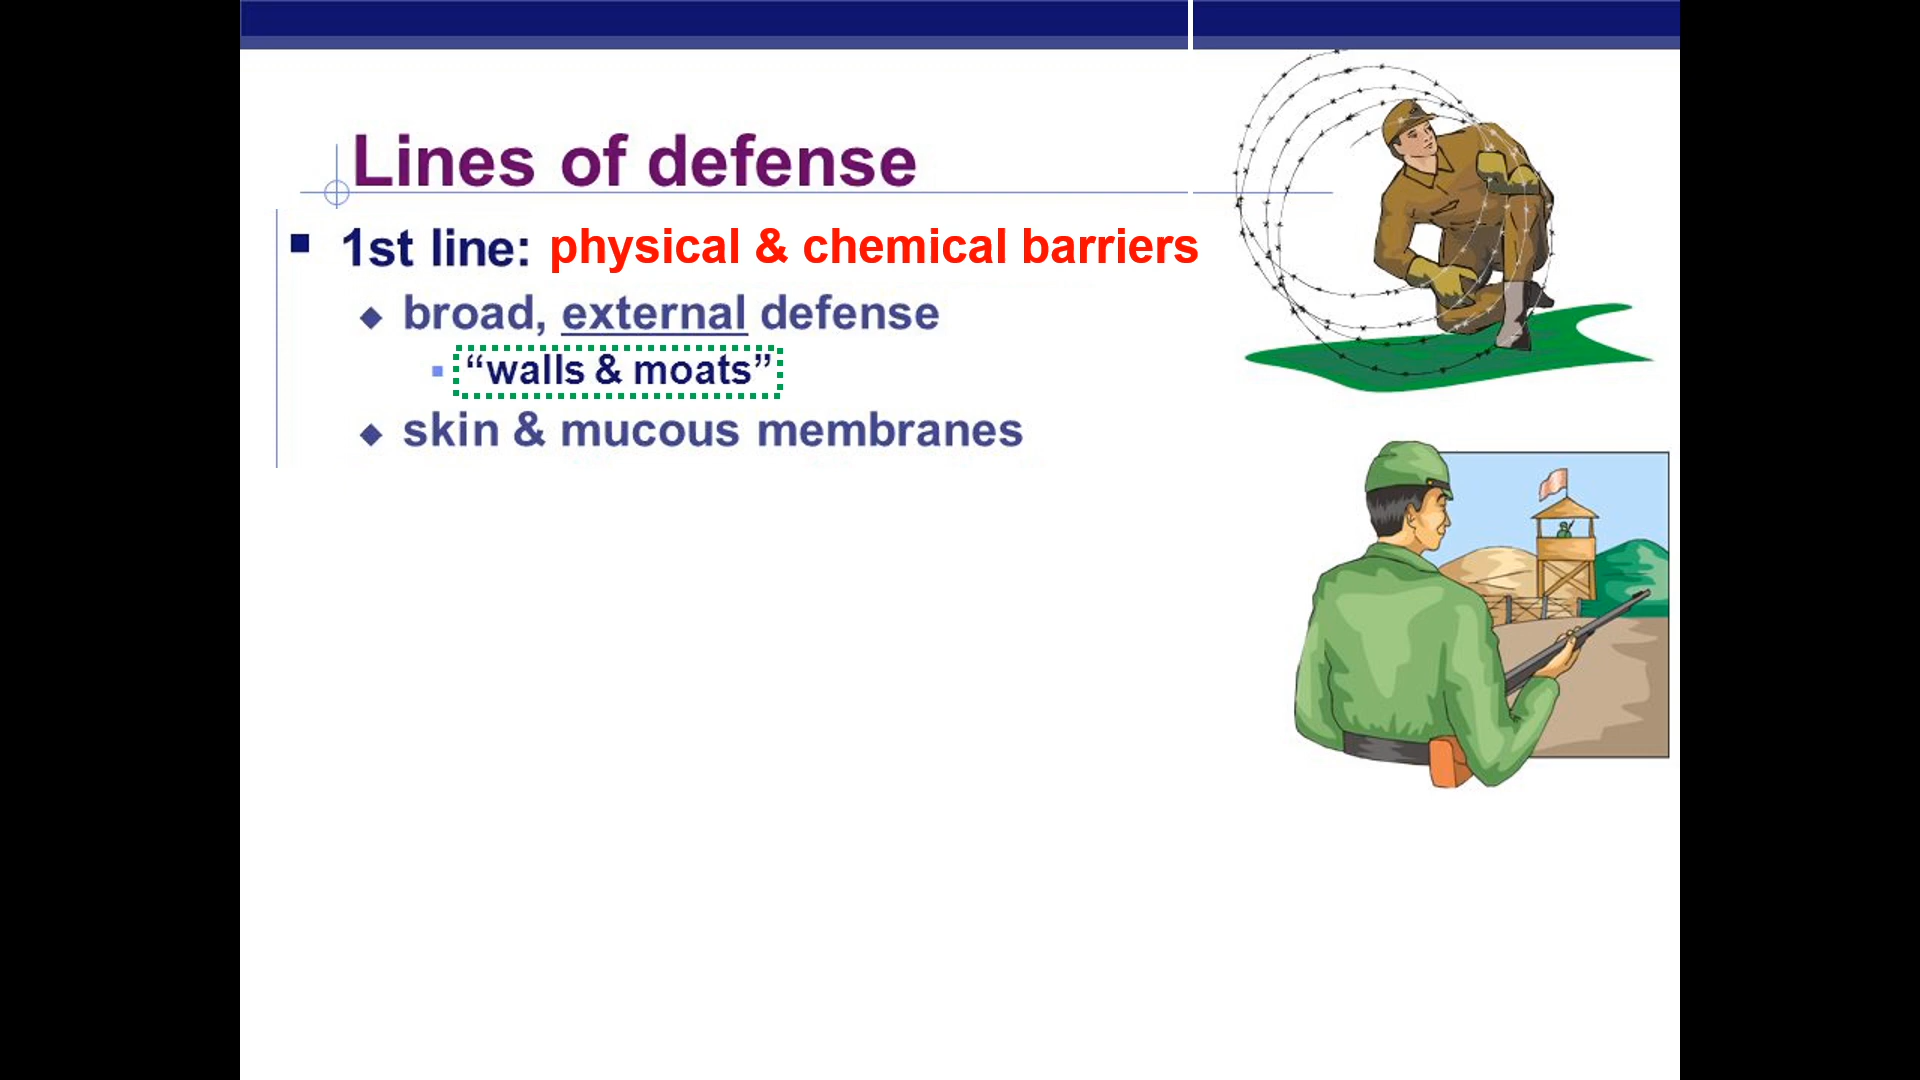 Lines of defense
1st line: physical & chemical barriers
broad, external defense
“walls & moats”
skin & mucous membranes